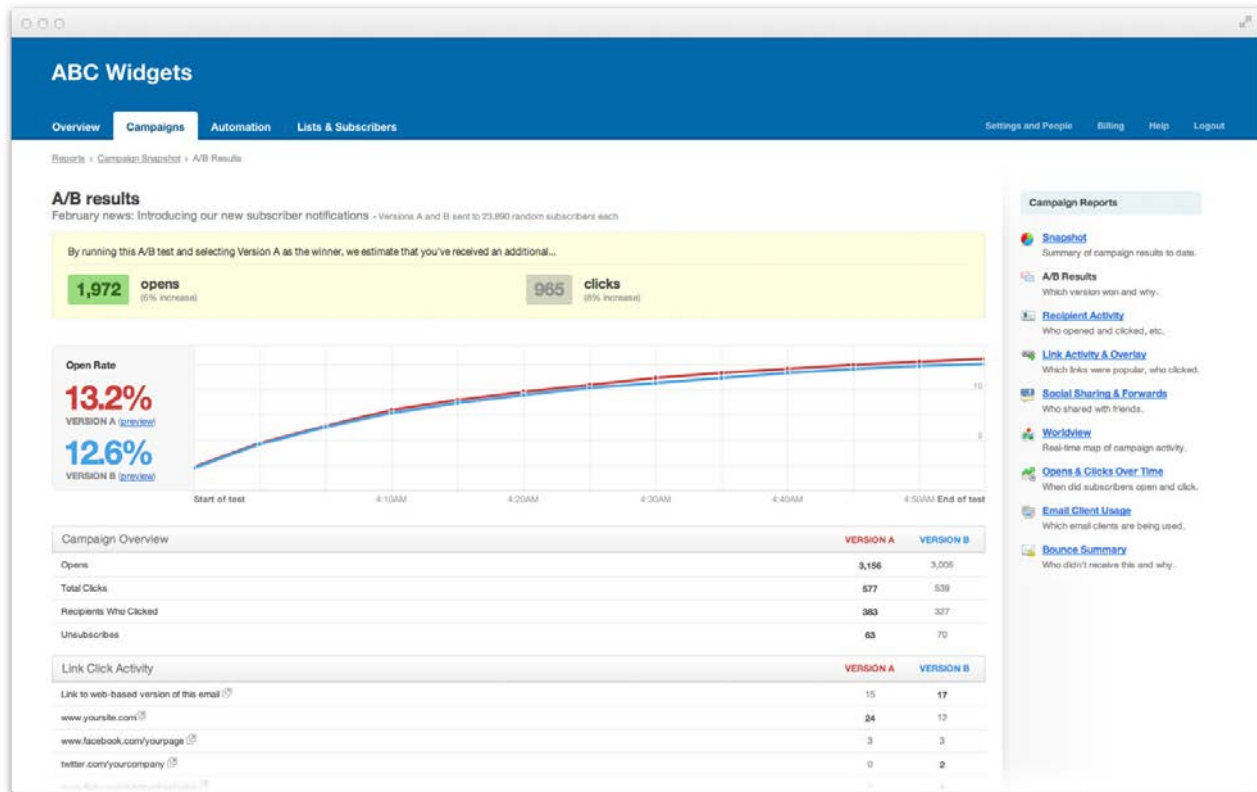 ABC Widgets
Overview Campaigns Automation Lists & Subscribers Settings and People Billing Help Logout
Reports › Campaign Snapshot › A/B Results
A/B results
February news: Introducing our new subscriber notifications - Versions A and B sent to 23,890 random subscribers each
By running this A/B test and selecting Version A as the winner, we estimate that you've received an additional...
1,972 opens
(6% increase)
965 clicks
(8% increase)
Open Rate
13.2%
VERSION A (preview)
12.6%
VERSION B (preview)
10
5
Start of test 4:10AM 4:20AM 4:30AM 4:40AM 4:50AM End of test
Campaign Overview VERSION A VERSION B
Opens 3,156 3,005
Total Clicks 577 539
Recipients Who Clicked 383 327
Unsubscribes 63 70
Link Click Activity VERSION A VERSION B
Link to web-based version of this email 15 17
www.yoursite.com 24 12
www.facebook.com/yourpage 3 3
twitter.com/yourcompany 0 2
Campaign Reports
Snapshot
Summary of campaign results to date.
A/B Results
Which version won and why.
Recipient Activity
Who opened and clicked, etc.
Link Activity & Overlay
Which links were popular, who clicked.
Social Sharing & Forwards
Who shared with friends.
Worldview
Real-time map of campaign activity.
Opens & Clicks Over Time
When did subscribers open and click.
Email Client Usage
Which email clients are being used.
Bounce Summary
Who didn't receive this and why.